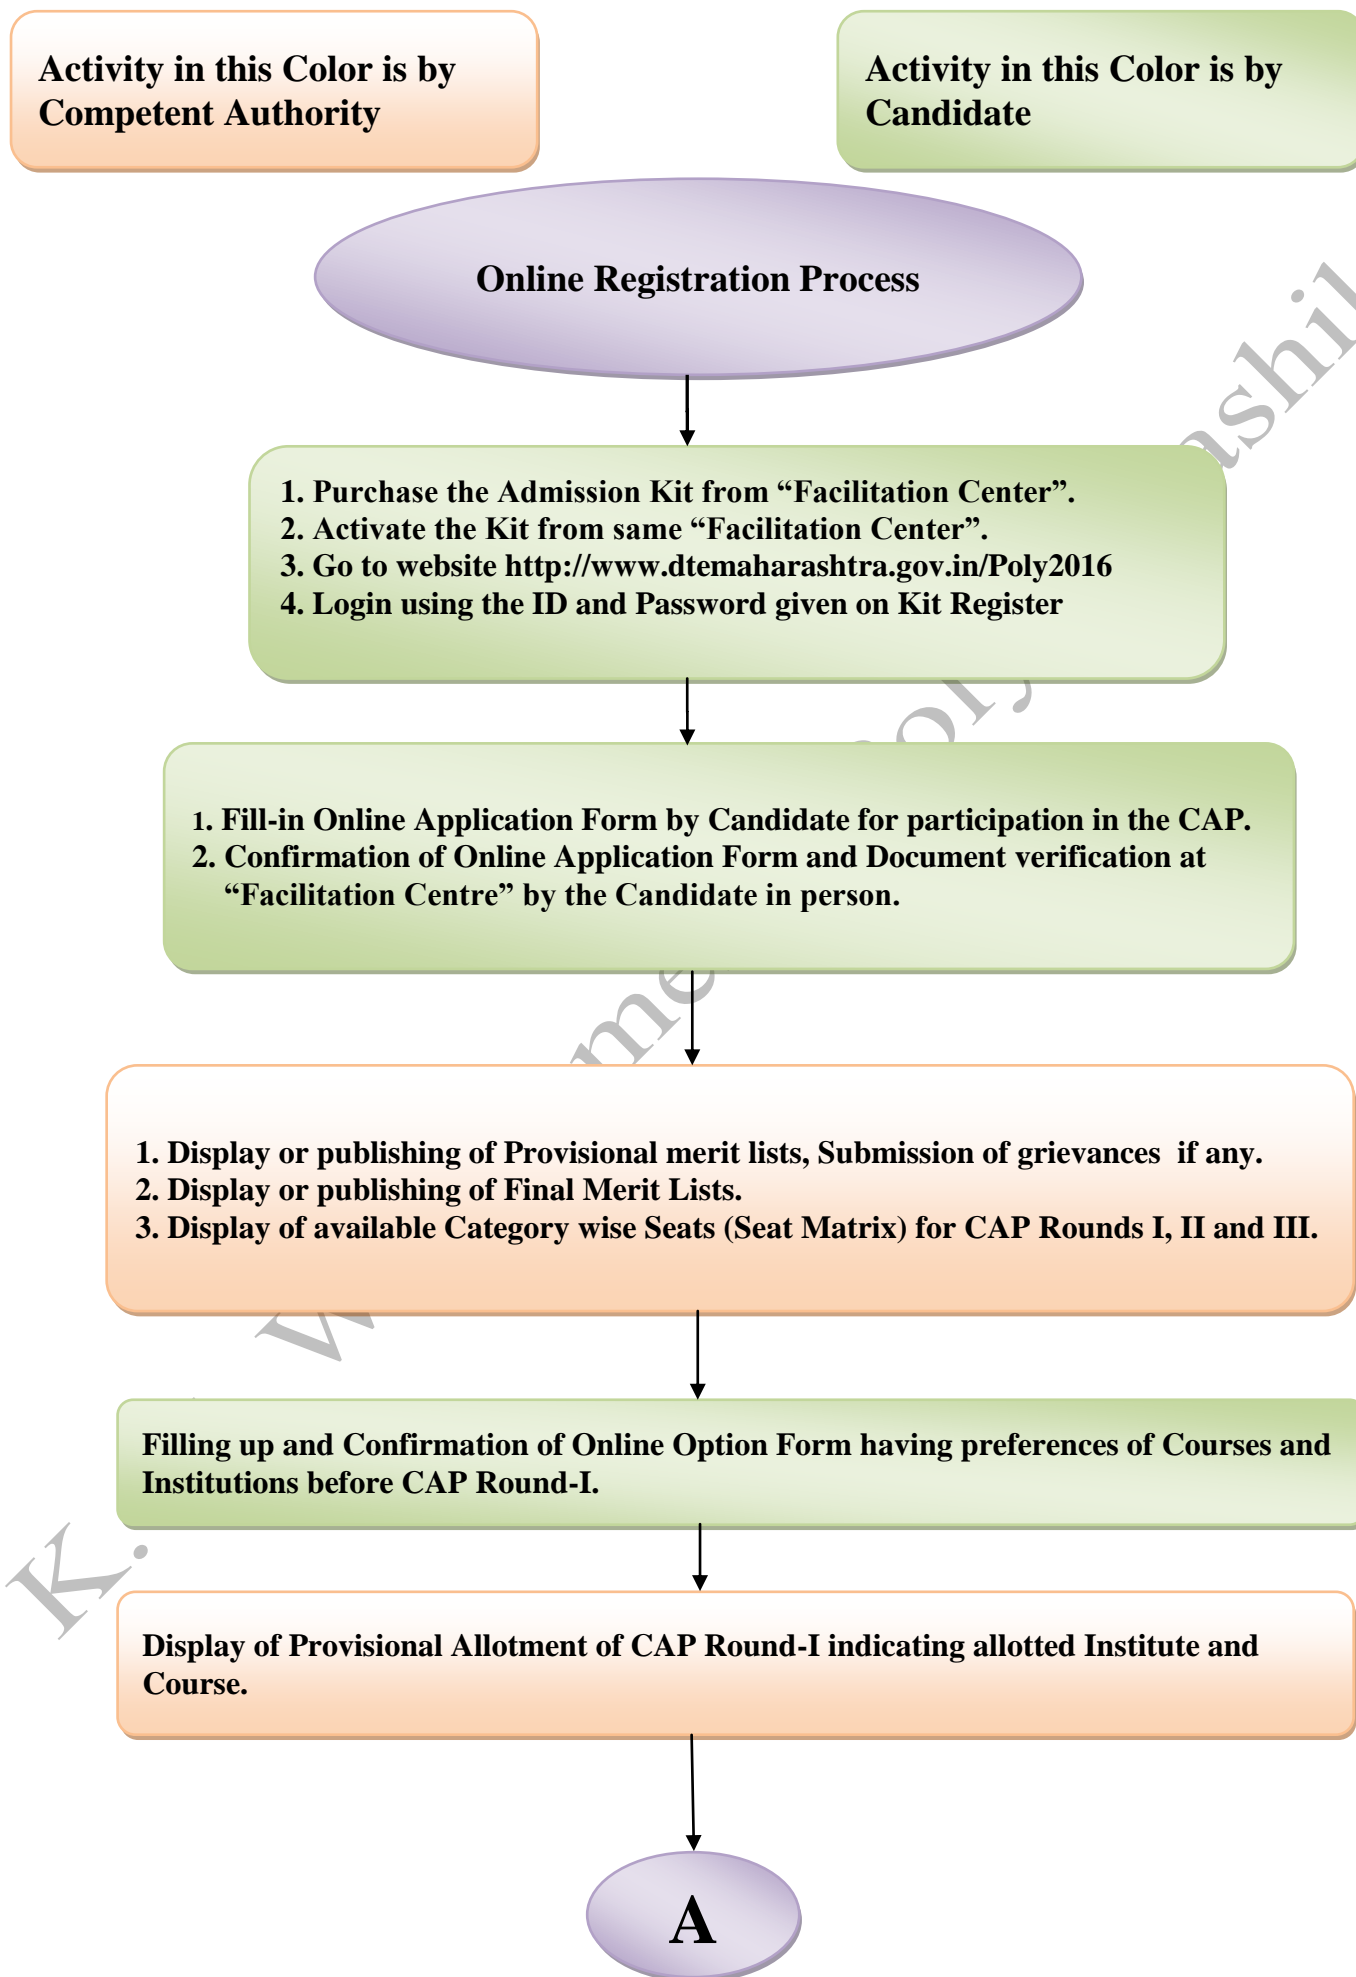 Activity in this Color is by
Competent Authority
Activity in this Color is by
Candidate
Online Registration Process
1. Purchase the Admission Kit from “Facilitation Center”.
2. Activate the Kit from same “Facilitation Center”.
3. Go to website http://www.dtemaharashtra.gov.in/Poly2016
4. Login using the ID and Password given on Kit Register
1. Fill-in Online Application Form by Candidate for participation in the CAP.
2. Confirmation of Online Application Form and Document verification at
“Facilitation Centre” by the Candidate in person.
1. Display or publishing of Provisional merit lists, Submission of grievances if any.
2. Display or publishing of Final Merit Lists.
3. Display of available Category wise Seats (Seat Matrix) for CAP Rounds I, II and III.
Filling up and Confirmation of Online Option Form having preferences of Courses and
Institutions before CAP Round-I.
Display of Provisional Allotment of CAP Round-I indicating allotted Institute and
Course.
A
K.